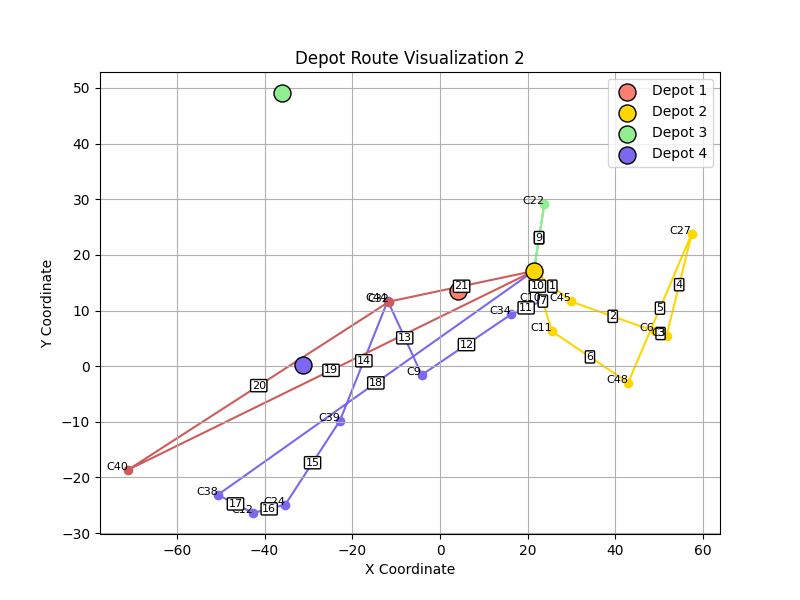 Depot Route Visualization 2
Depot 1
Depot 2
Depot 3
Depot 4
Y Coordinate
50
40
30
20
10
0
−10
−20
−30
−60
−40
−20
0
20
40
60
X Coordinate
C22
C27
9
21
10
1
4
C45
7
C34
11
5
2
C11
C6
3
13
12
6
14
19
18
C9
C48
20
C39
15
C40
C38
17
16
C24
C12